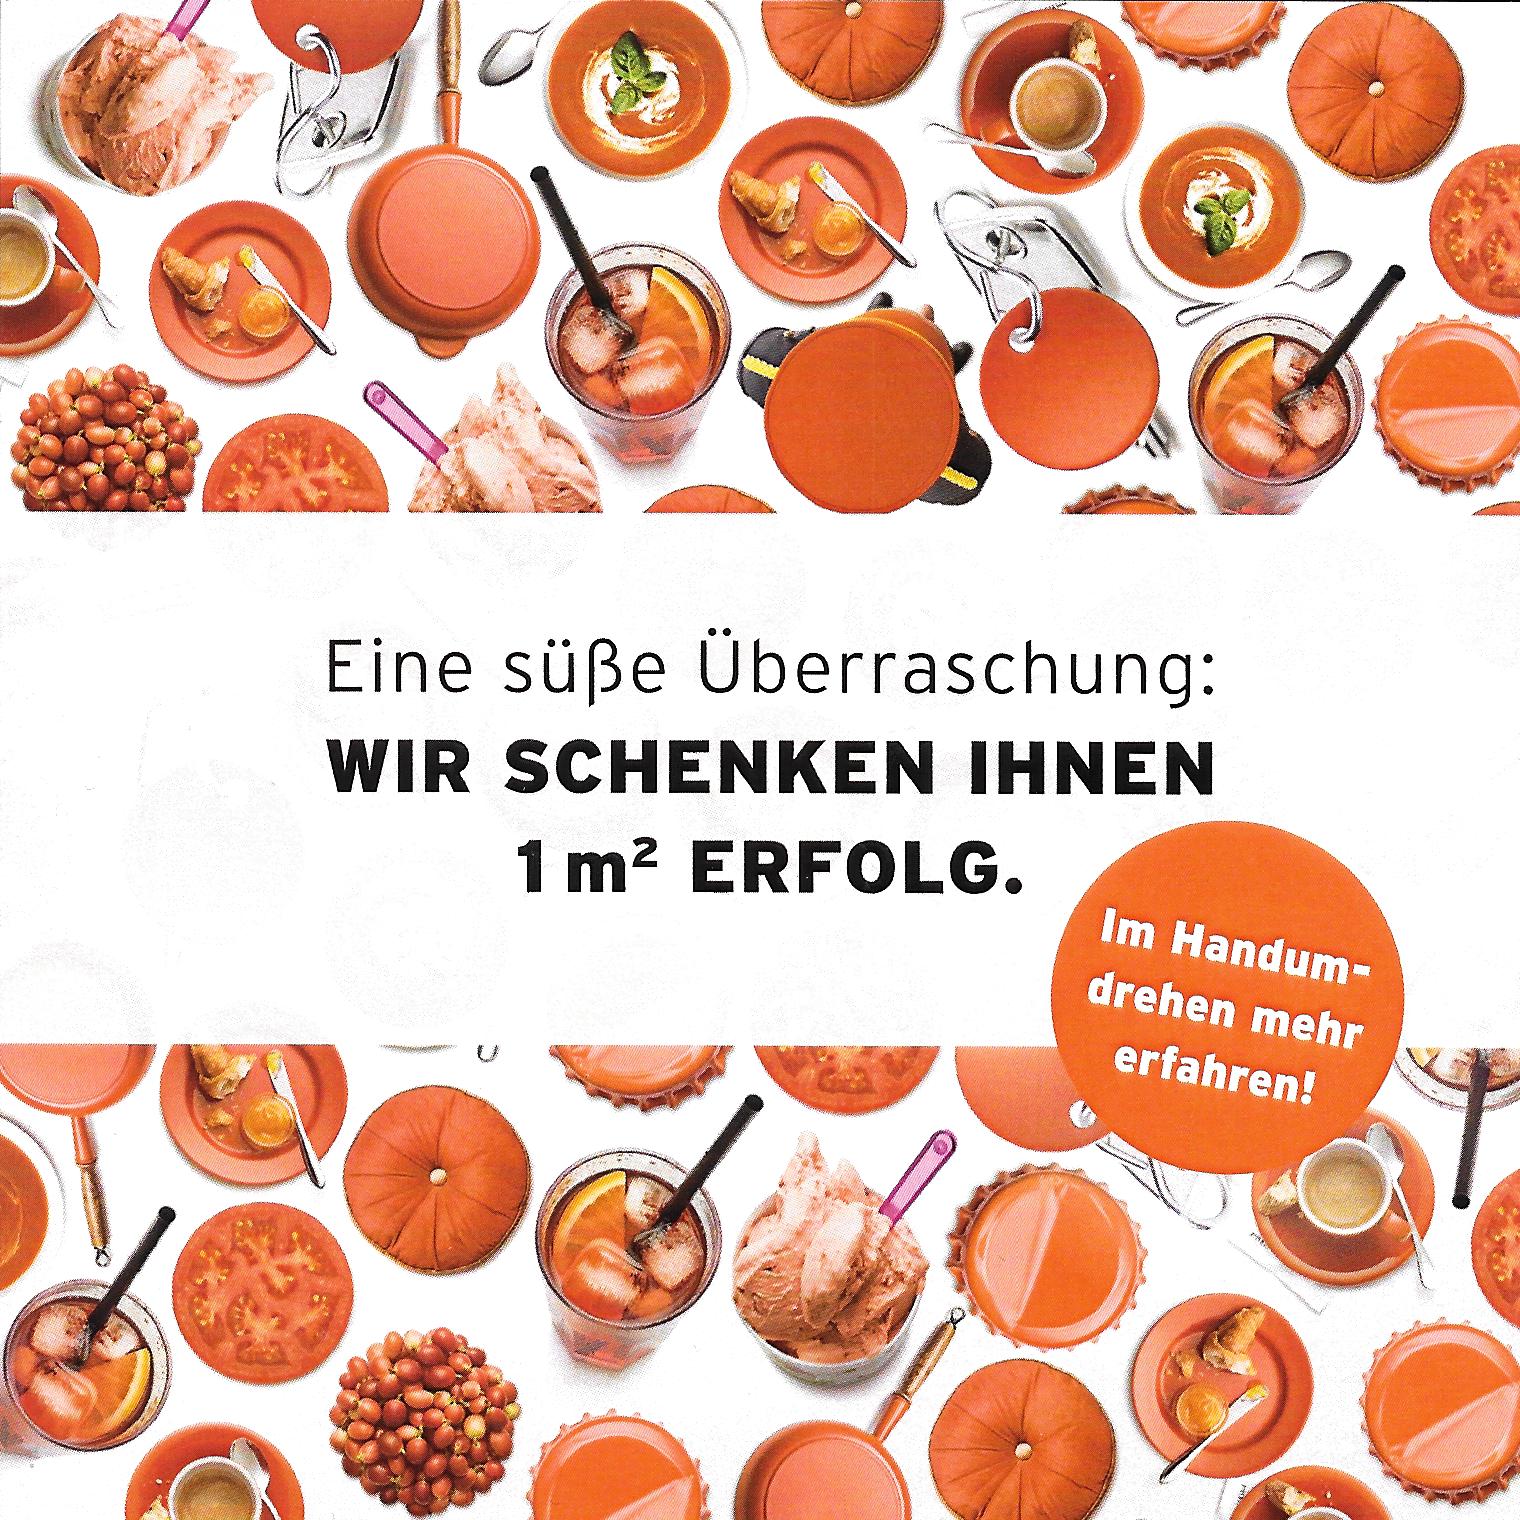 Eine süße Überraschung:
WIR SCHENKEN IHNEN
1 m² ERFOLG.
Im Handum-
drehen mehr
erfahren!